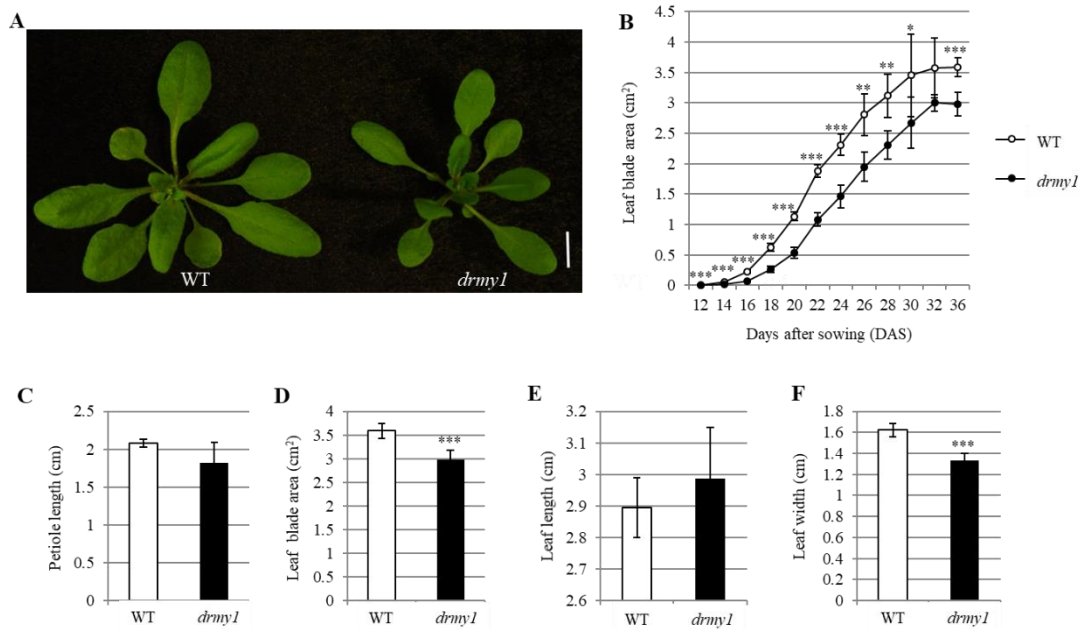 A
WT
drmy1
B
Leaf blade area (cm²)
4.5
4
3.5
3
2.5
2
1.5
1
0.5
0
***
***
***
***
***
***
***
**
**
*
***
12 14 16 18 20 22 24 26 28 30 32 36
Days after sowing (DAS)
WT
drmy1
C
Petiole length (cm)
2.5
2
1.5
1
0.5
0
WT drmy1
D
Leaf blade area (cm²)
4
3.5
3
2.5
2
1.5
1
0.5
0
***
WT drmy1
E
Leaf length (cm)
3.2
3.1
3
2.9
2.8
2.7
2.6
WT drmy1
F
Leaf width (cm)
1.8
1.6
1.4
1.2
1
0.8
0.6
0.4
0.2
0
***
WT drmy1